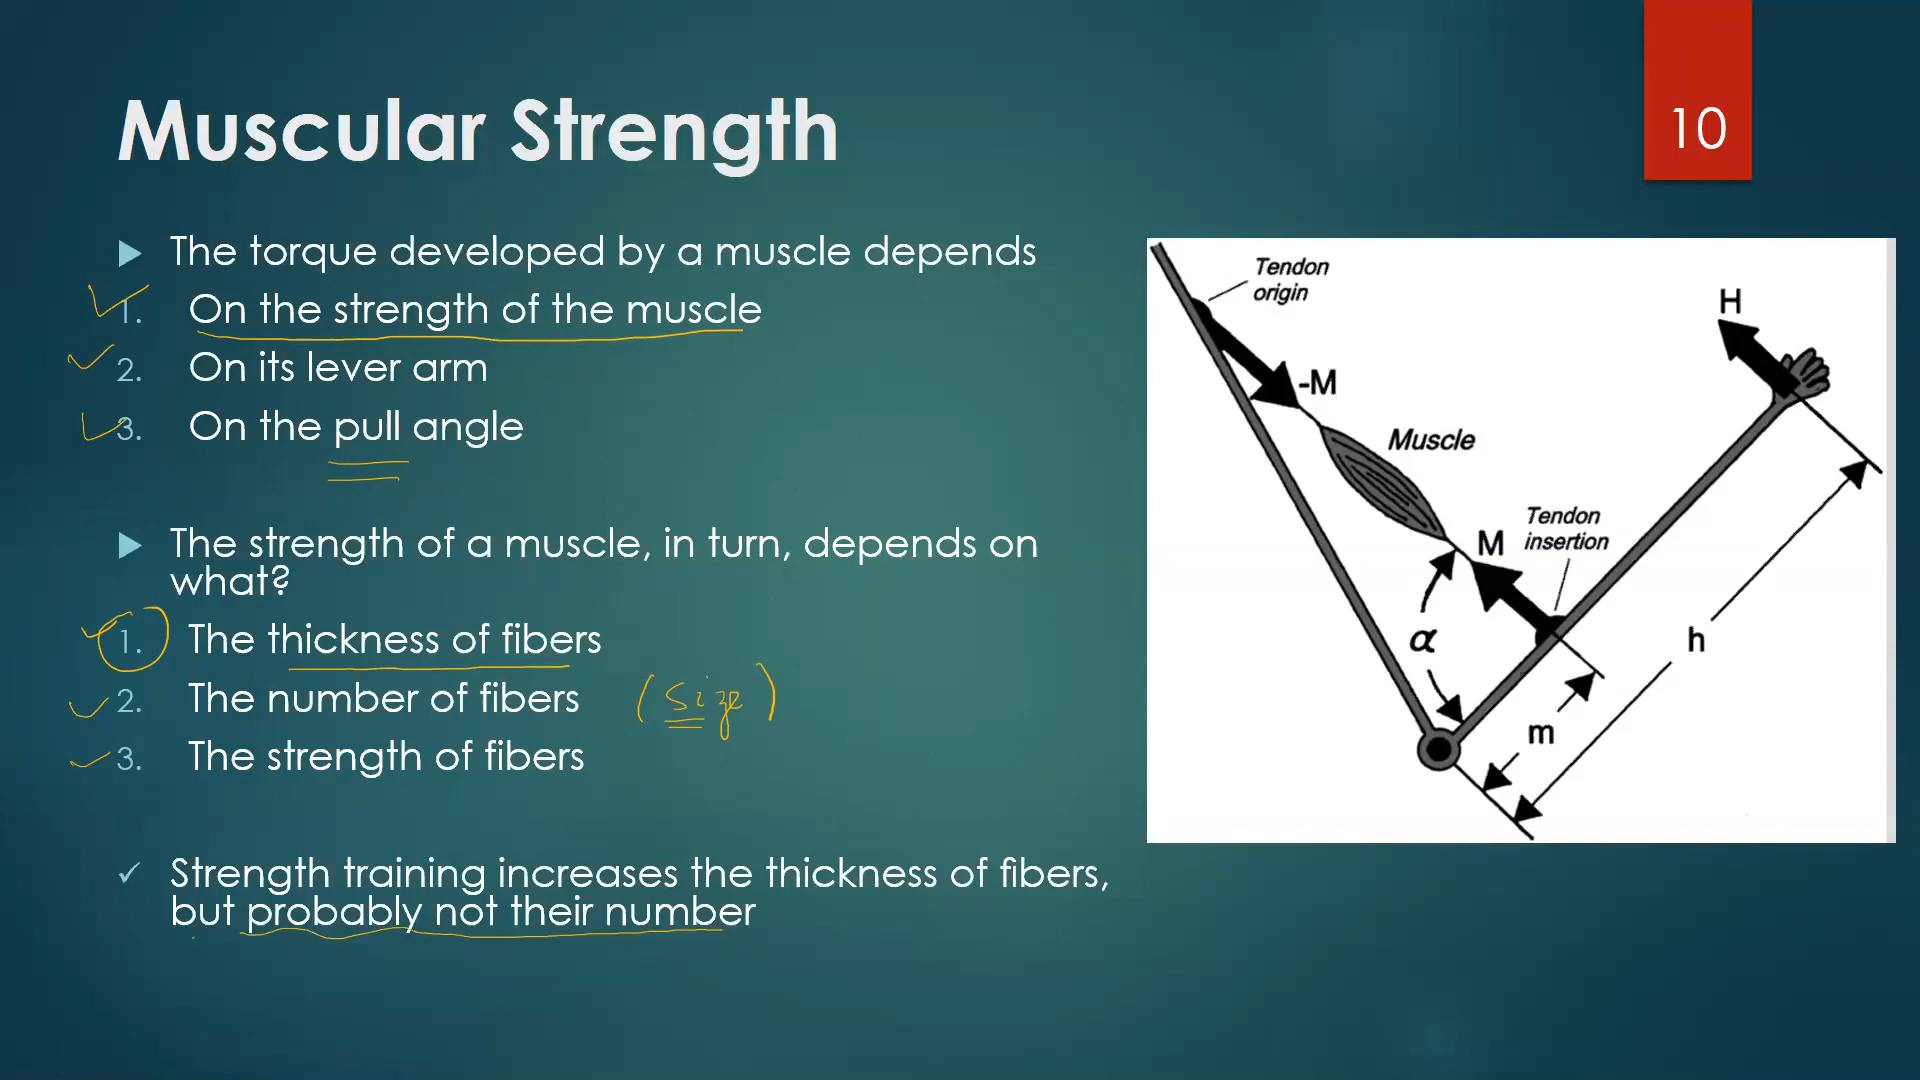 Muscular Strength
10
▶ The torque developed by a muscle depends
1. On the strength of the muscle
2. On its lever arm
3. On the pull angle
▶ The strength of a muscle, in turn, depends on
what?
1. The thickness of fibers
2. The number of fibers (size)
3. The strength of fibers
✓ Strength training increases the thickness of fibers,
but probably not their number
Tendon
origin
H
-M
Muscle
Tendon
insertion
M
α
h
m